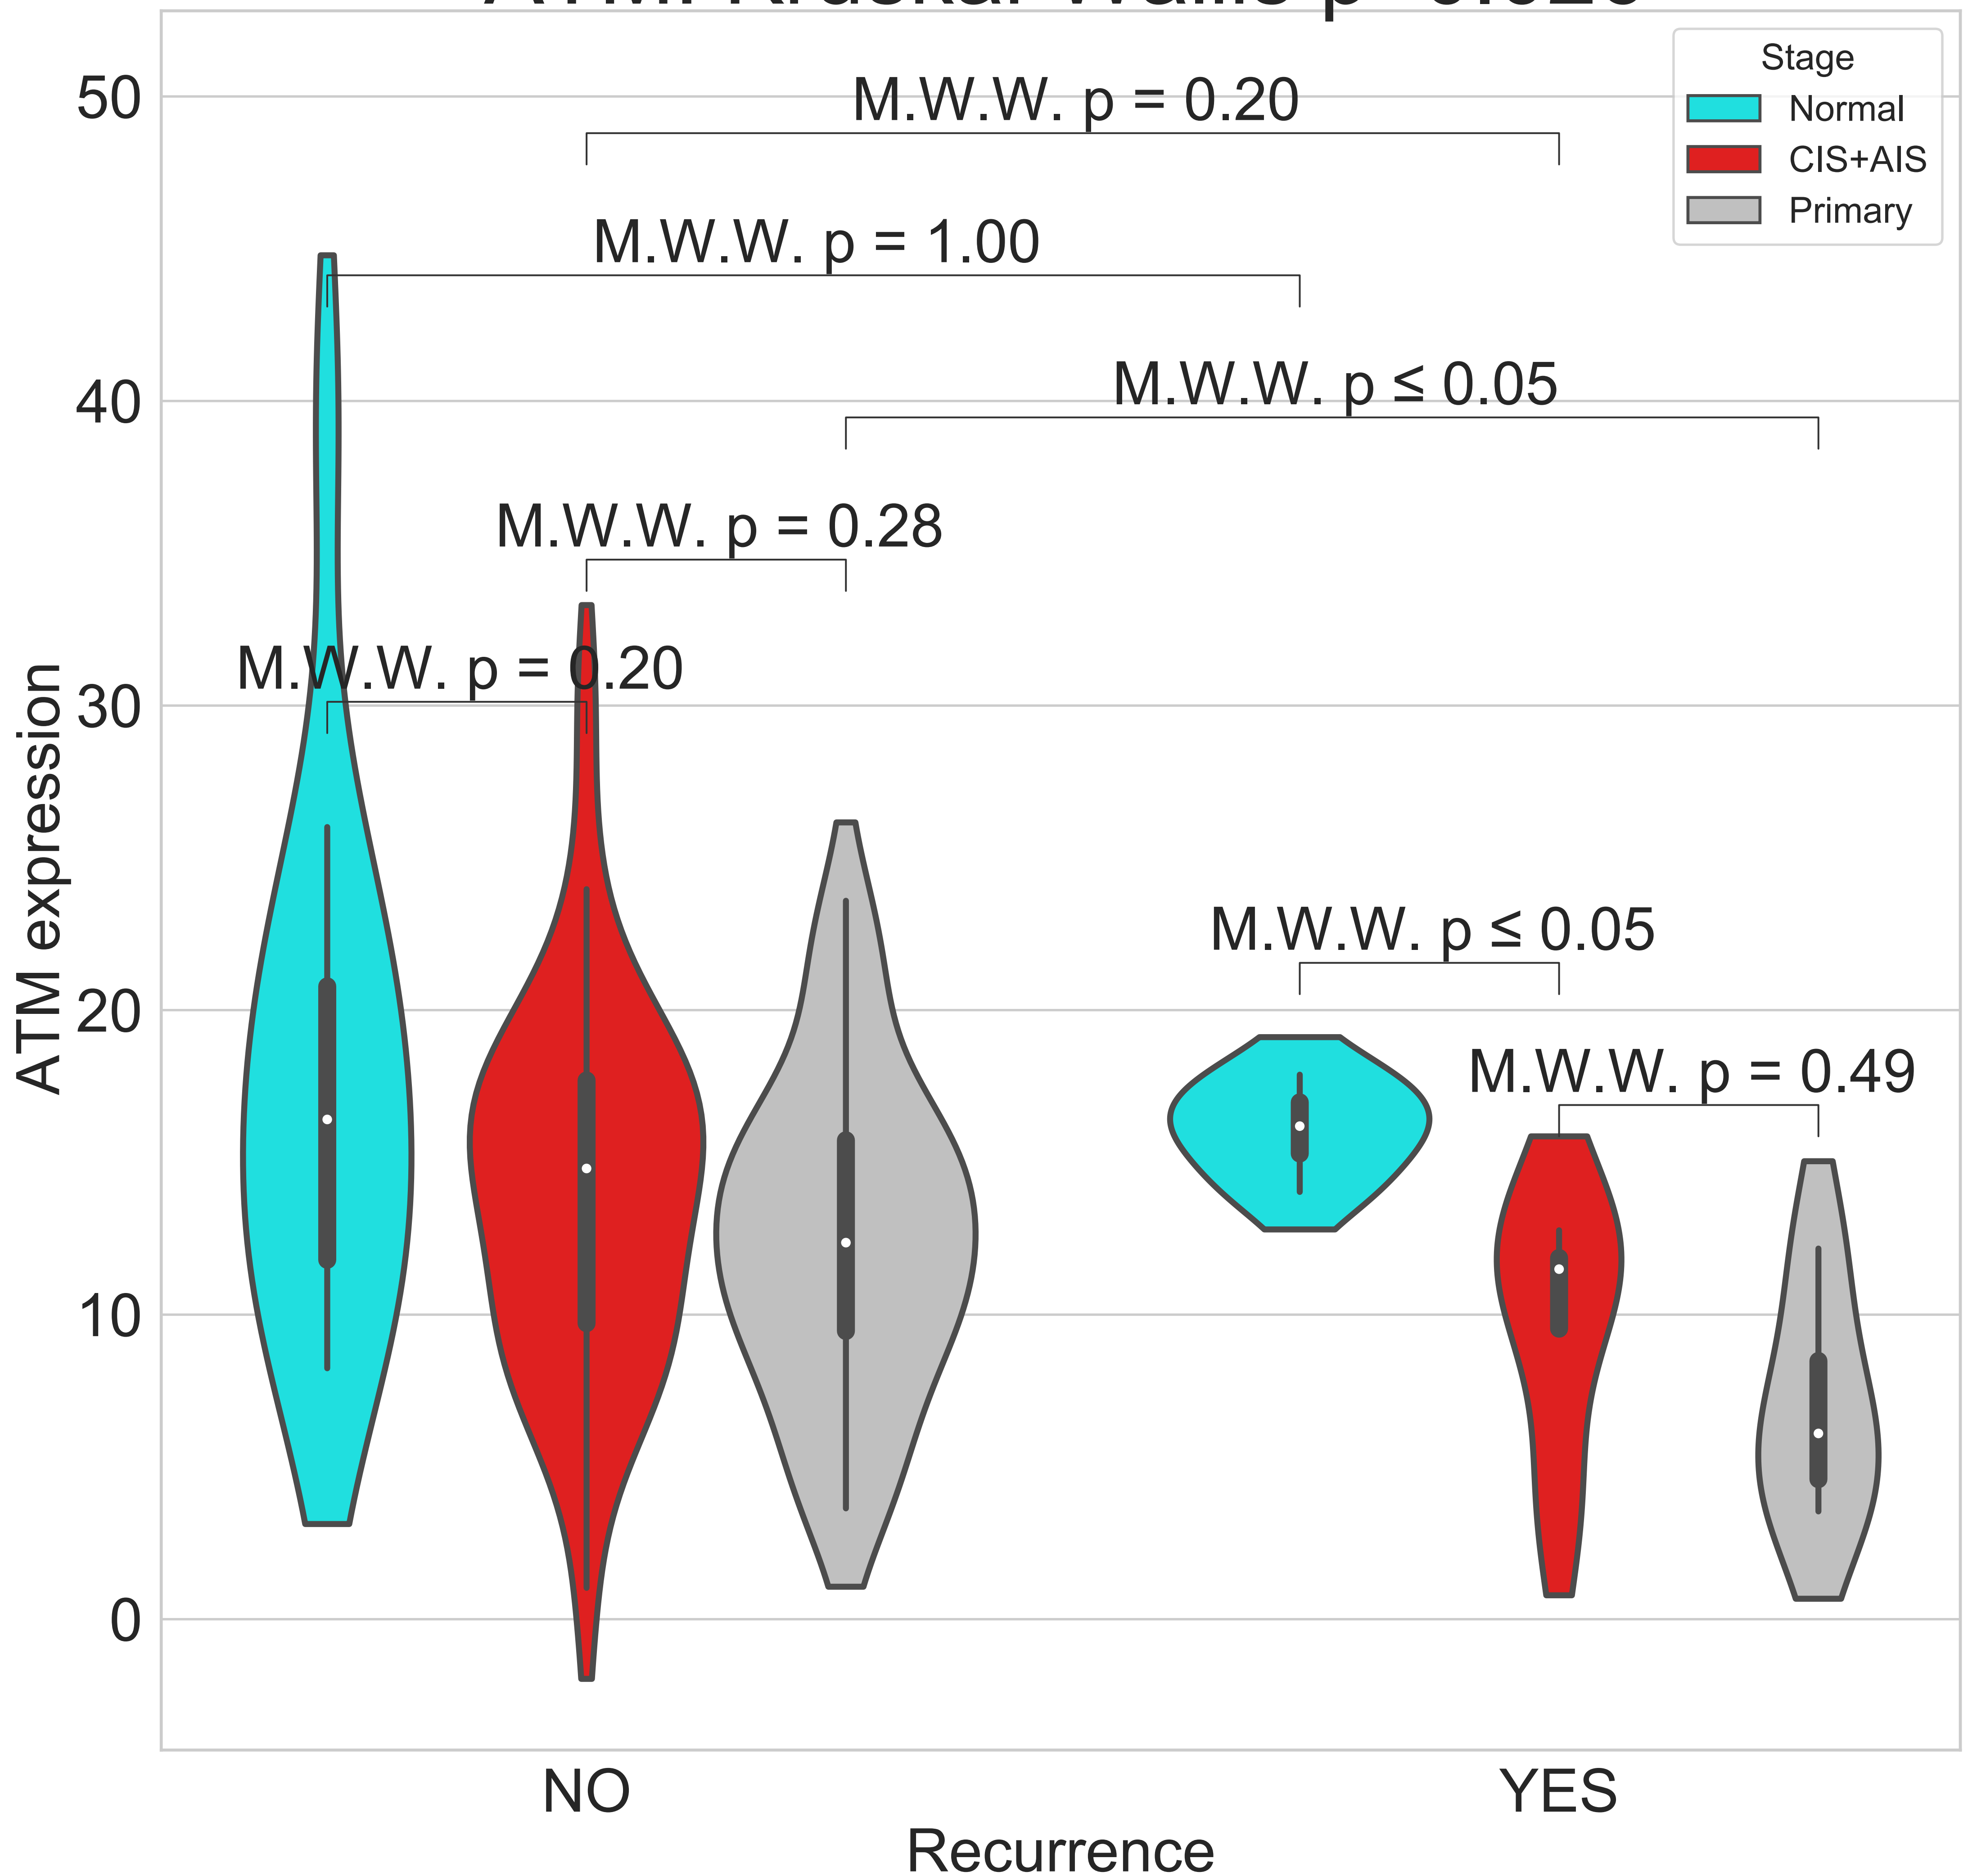 Stage
Normal
CIS+AIS
Primary
M.W.W. p = 0.20
M.W.W. p = 1.00
M.W.W. p ≤ 0.05
M.W.W. p = 0.28
M.W.W. p = 0.20
M.W.W. p ≤ 0.05
M.W.W. p = 0.49
ATM expression
50
40
30
20
10
0
NO
YES
Recurrence